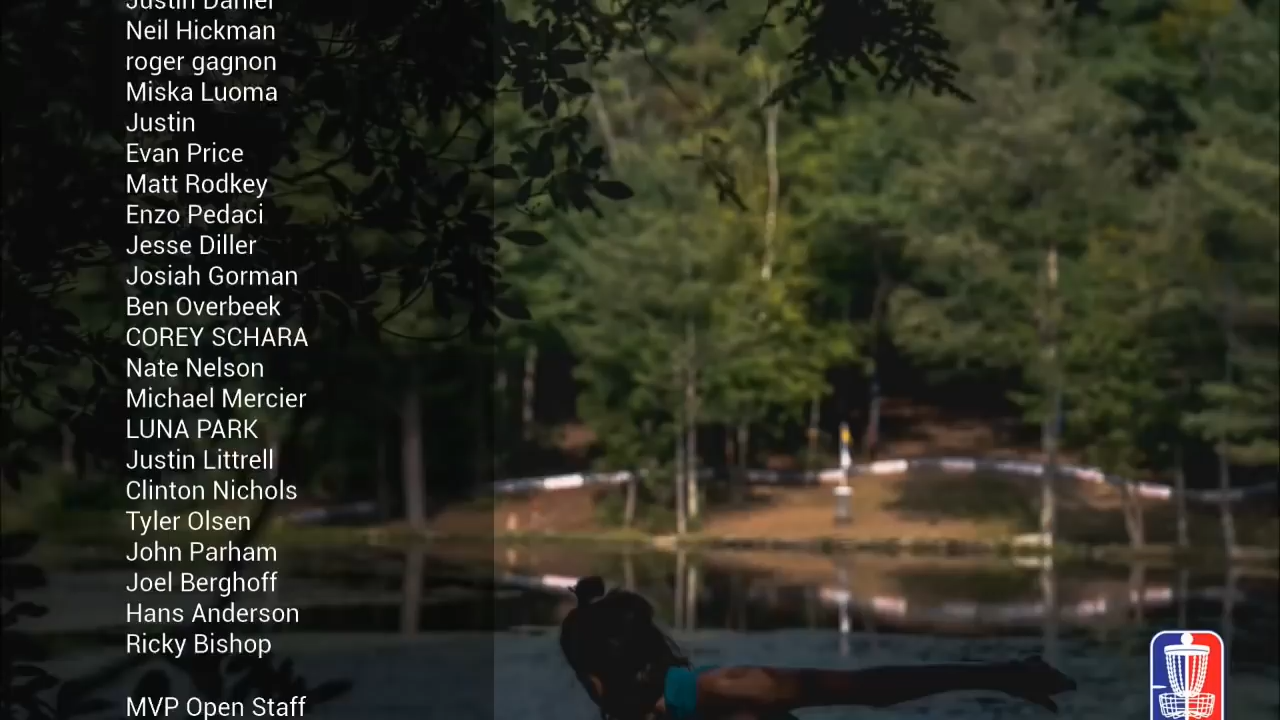 Justin Daniel
Neil Hickman
roger gagnon
Miska Luoma
Justin
Evan Price
Matt Rodkey
Enzo Pedaci
Jesse Diller
Josiah Gorman
Ben Overbeek
COREY SCHARA
Nate Nelson
Michael Mercier
LUNA PARK
Justin Littrell
Clinton Nichols
Tyler Olsen
John Parham
Joel Berghoff
Hans Anderson
Ricky Bishop
MVP Open Staff